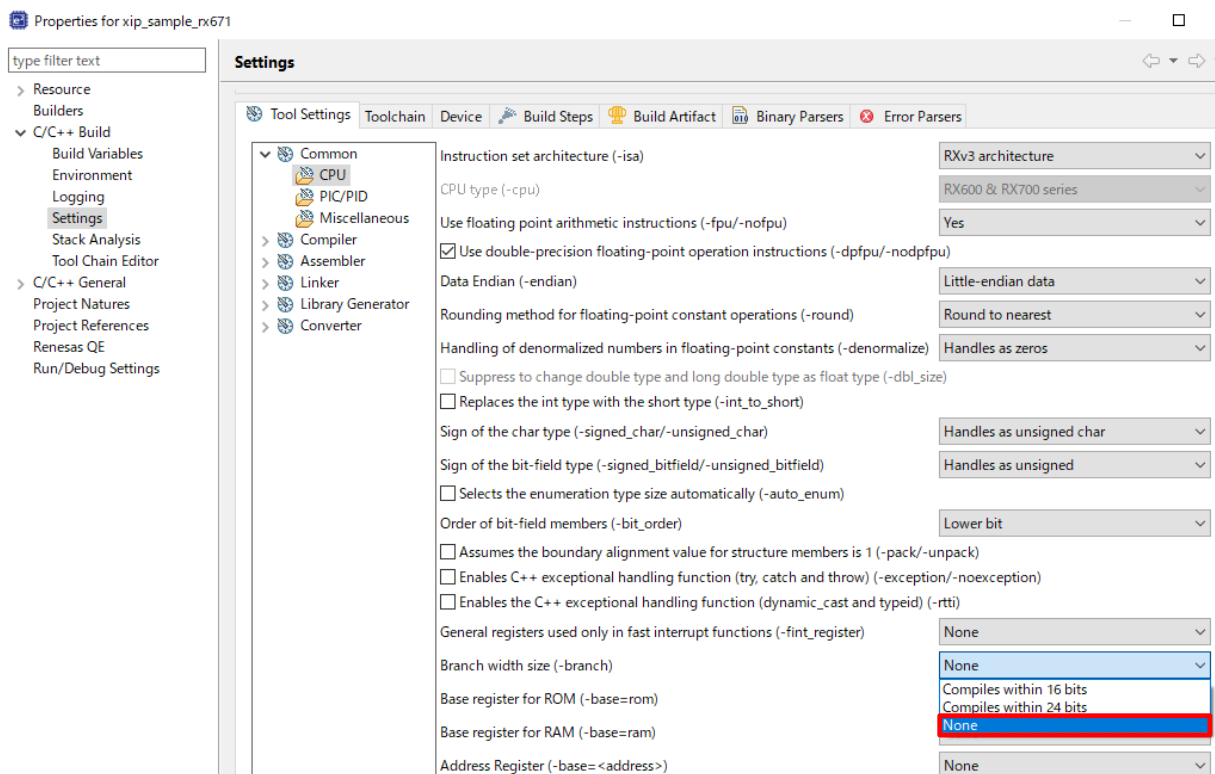 Properties for xip_sample_rx671
type filter text
Resource
Builders
C/C++ Build
Build Variables
Environment
Logging
Settings
Stack Analysis
Tool Chain Editor
C/C++ General
Project Natures
Project References
Renesas QE
Run/Debug Settings
Settings
Tool Settings Toolchain Device Build Steps Build Artifact Binary Parsers Error Parsers
Common
CPU
PIC/PID
Miscellaneous
Compiler
Assembler
Linker
Library Generator
Converter
Instruction set architecture (-isa) RXv3 architecture
CPU type (-cpu) RX600 & RX700 series
Use floating point arithmetic instructions (-fpu/-nofpu) Yes
Use double-precision floating-point operation instructions (-dpfpu/-nodpfpu)
Data Endian (-endian) Little-endian data
Rounding method for floating-point constant operations (-round) Round to nearest
Handling of denormalized numbers in floating-point constants (-denormalize) Handles as zeros
Suppress to change double type and long double type as float type (-dbl_size)
Replaces the int type with the short type (-int_to_short)
Sign of the char type (-signed_char/-unsigned_char) Handles as unsigned char
Sign of the bit-field type (-signed_bitfield/-unsigned_bitfield) Handles as unsigned
Selects the enumeration type size automatically (-auto_enum)
Order of bit-field members (-bit_order) Lower bit
Assumes the boundary alignment value for structure members is 1 (-pack/-unpack)
Enables C++ exceptional handling function (try, catch and throw) (-exception/-noexception)
Enables the C++ exceptional handling function (dynamic_cast and typeid) (-rtti)
General registers used only in fast interrupt functions (-fint_register) None
Branch width size (-branch) None
Compiles within 16 bits
Compiles within 24 bits
None
Base register for ROM (-base=rom)
Base register for RAM (-base=ram)
Address Register (-base=<address>) None